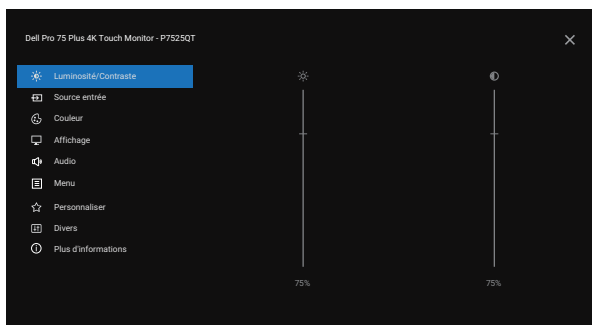 Dell Pro 75 Plus 4K Touch Monitor - P7525QT
Luminosité/Contraste
Source entrée
Couleur
Affichage
Audio
Menu
Personnaliser
Divers
Plus d'informations
75%
75%